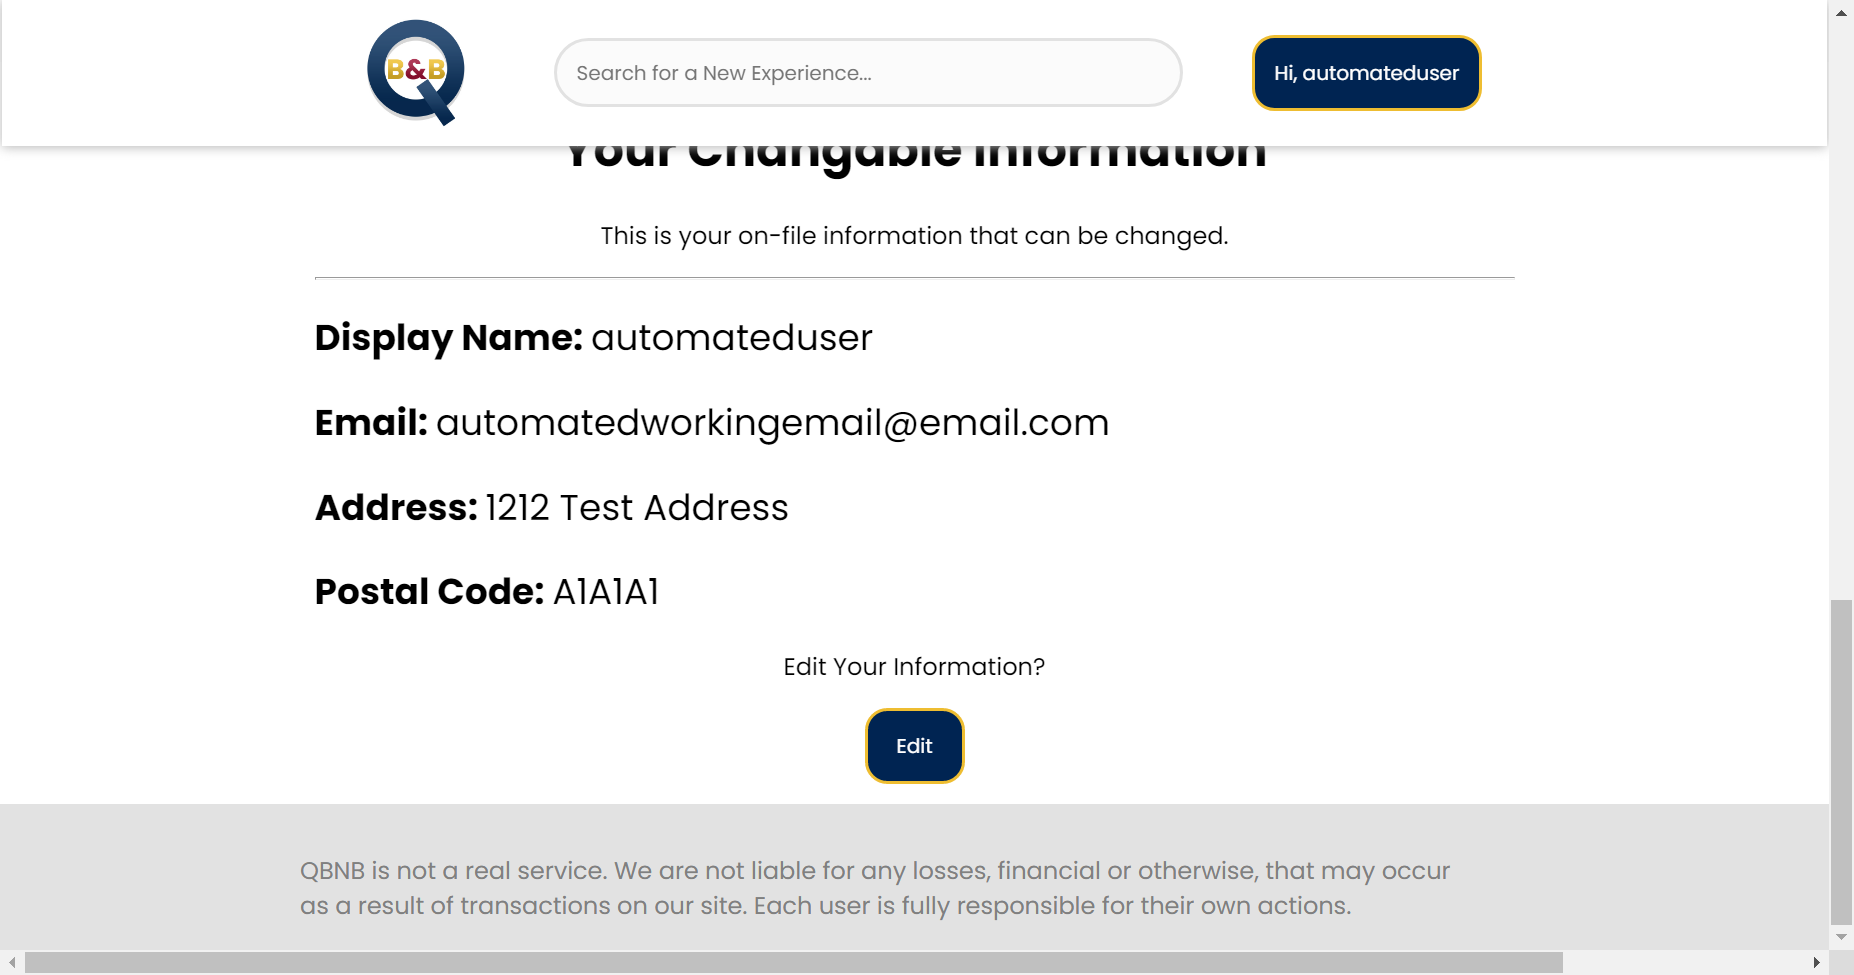 B&B
Search for a New Experience...
Hi, automateduser
Your Changable Information
This is your on-file information that can be changed.
Display Name: automateduser
Email: automatedworkingemail@email.com
Address: 1212 Test Address
Postal Code: A1A1A1
Edit Your Information?
Edit
QBNB is not a real service. We are not liable for any losses, financial or otherwise, that may occur
as a result of transactions on our site. Each user is fully responsible for their own actions.